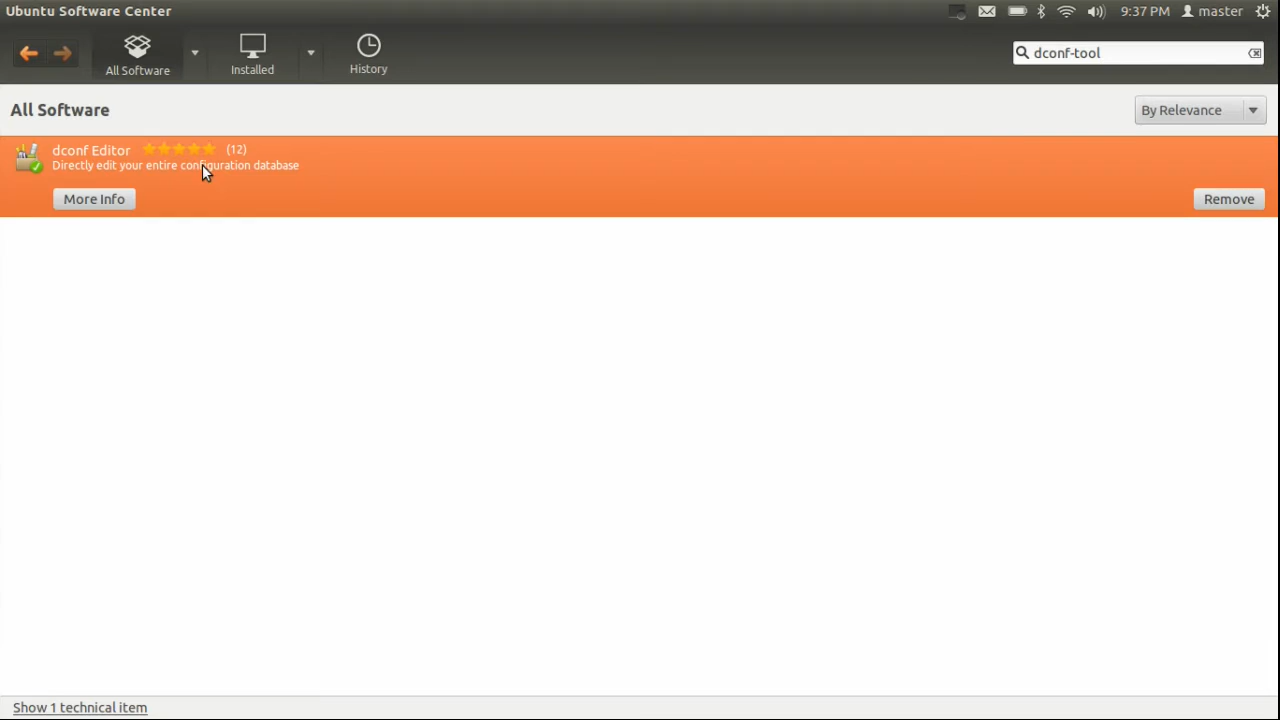 Ubuntu Software Center
9:37 PM master
All Software Installed History
dconf-tool
All Software
By Relevance
dconf Editor (12)
Directly edit your entire configuration database
More Info
Remove
Show 1 technical item